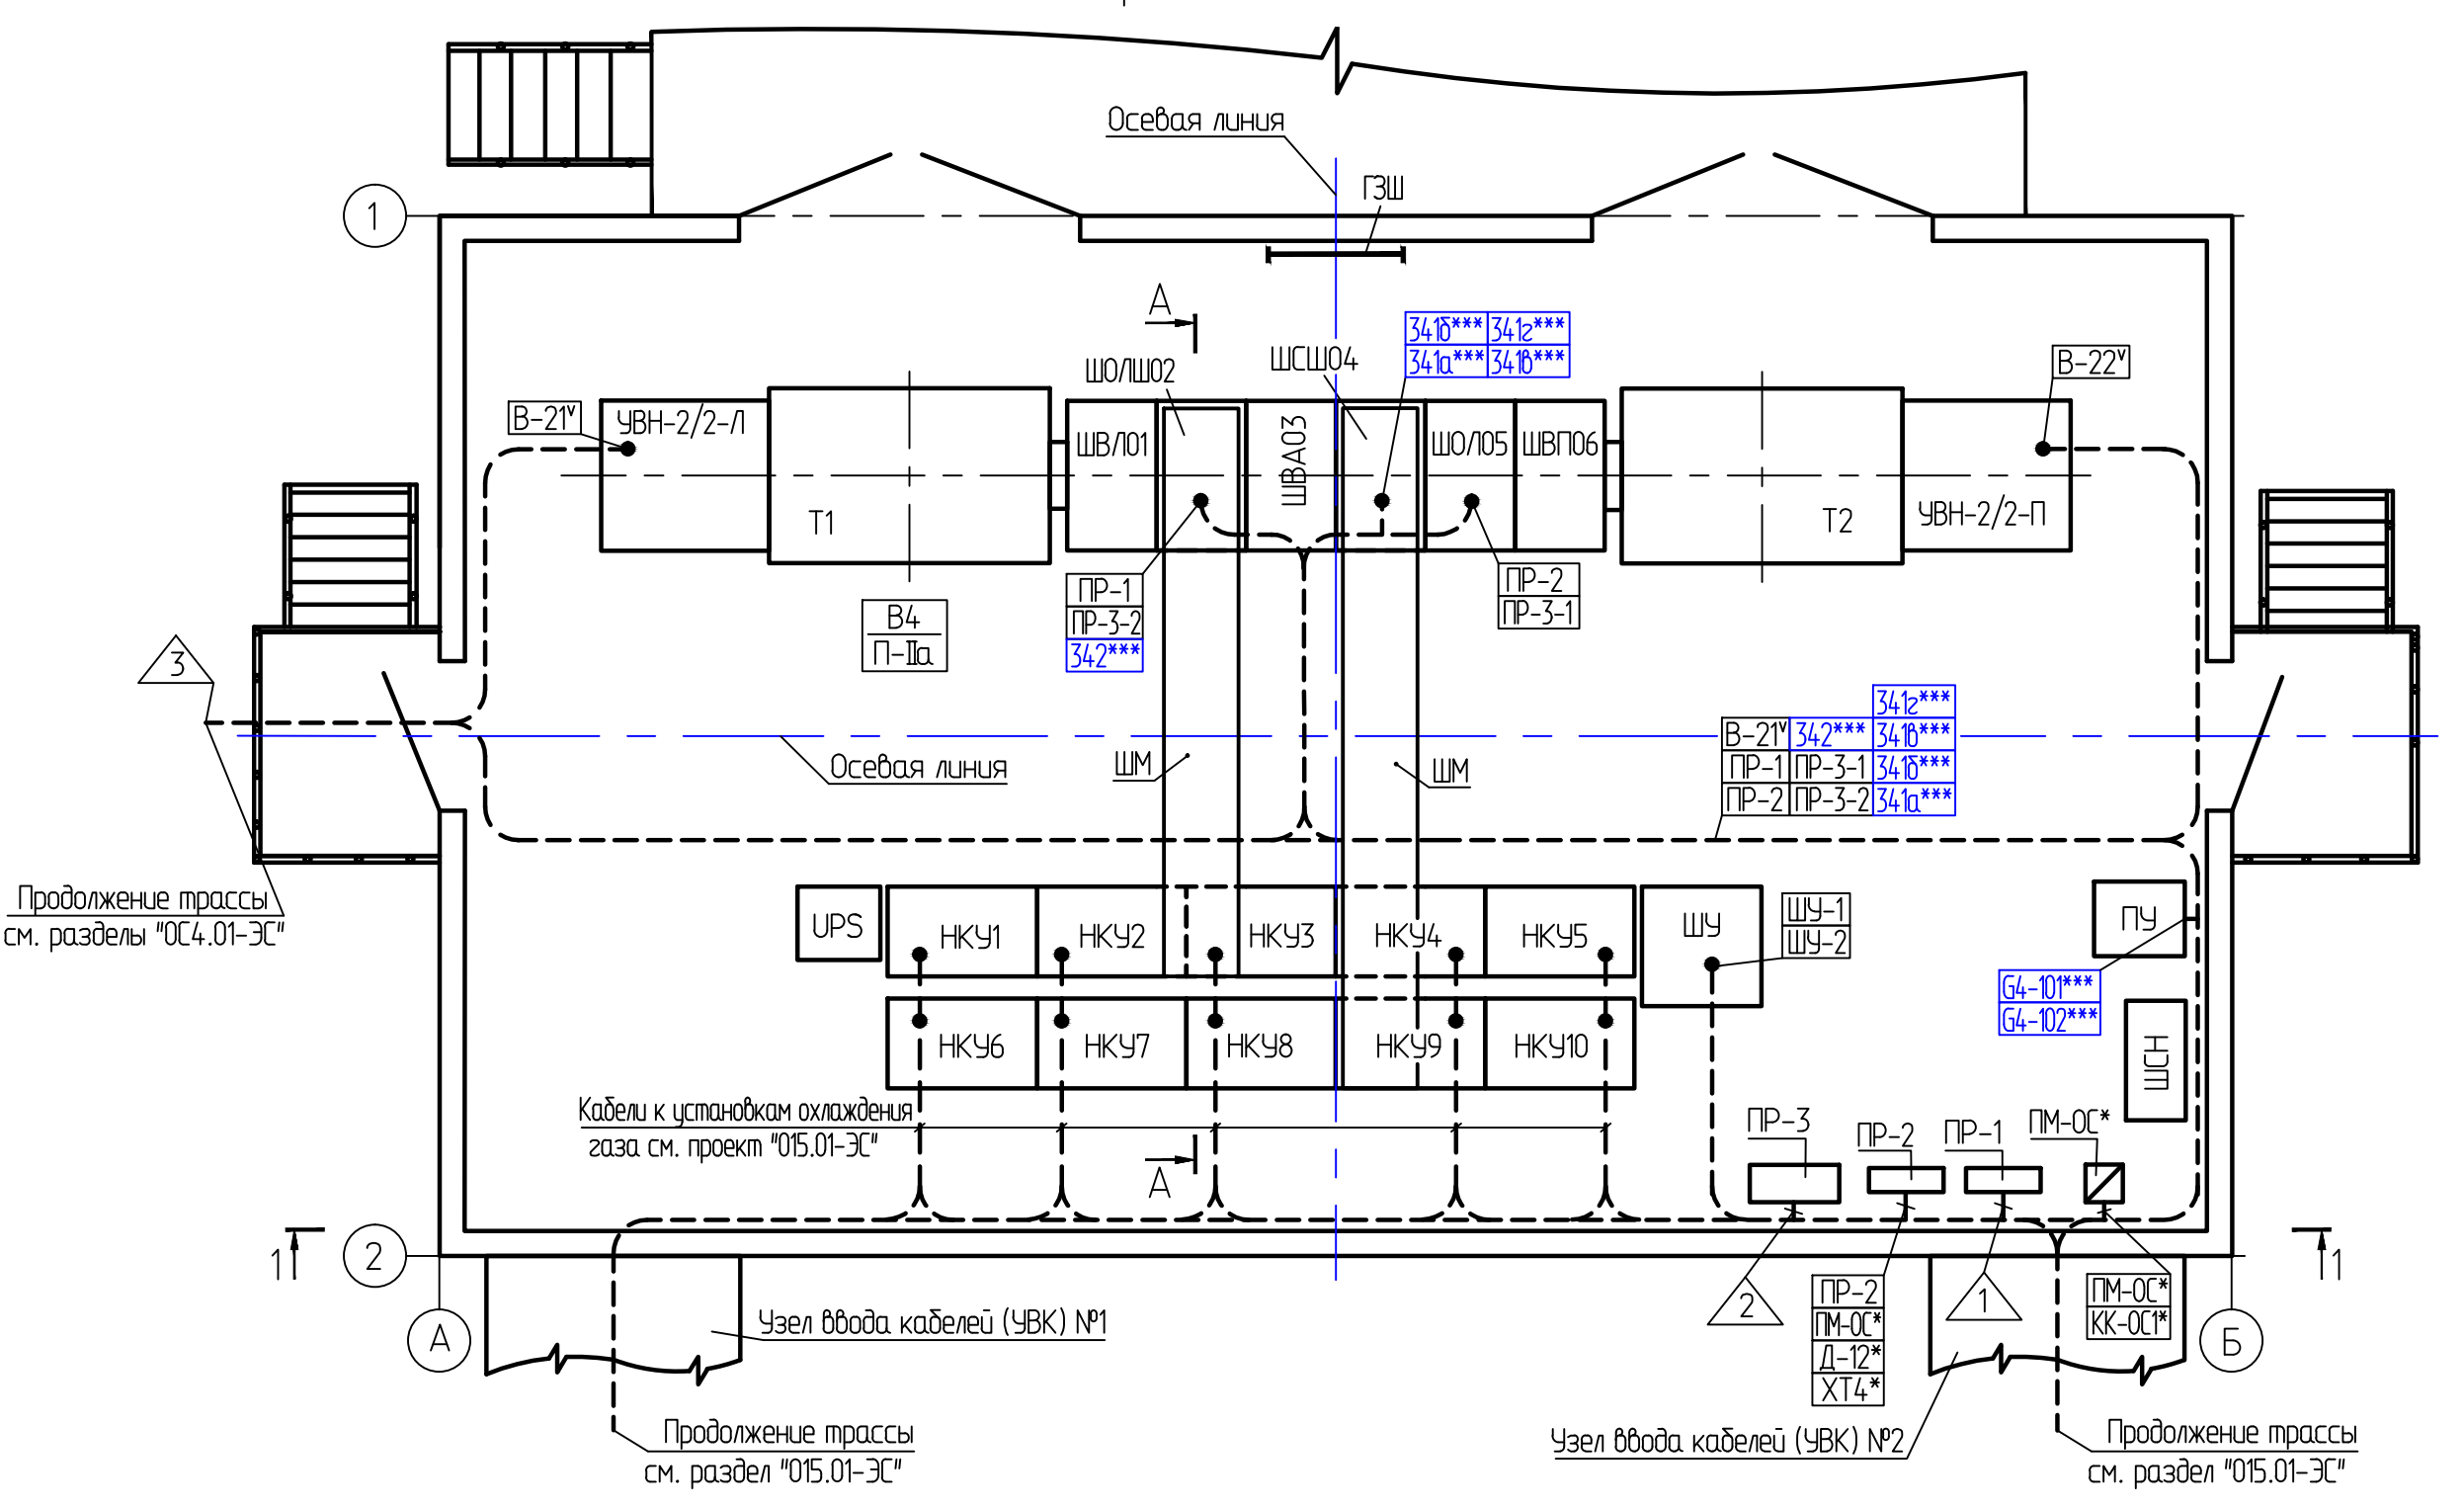 Осевая линия
ГЗШ
1
А
341б*** 341г***
341а*** 341в***
ШОЛШ02
ШСШ04
В-22ᵛ
В-21ᵛ
УВН-2/2-Л
ШВЛ01
ШВА03
ШОЛ05
ШВП06
Т1
Т2
УВН-2/2-П
ПР-1
ПР-3-2
342***
ПР-2
ПР-3-1
В4
П-IIа
3
341г***
В-21ᵛ 342*** 341в***
ПР-1 ПР-3-1 341б***
ПР-2 ПР-3-2 341а***
Осевая линия
ШМ
ШМ
Продолжение трассы
см. разделы "ОС4.01-ЭС"
UPS
НКУ1
НКУ2
НКУ3
НКУ4
НКУ5
ШУ
ШУ-1
ШУ-2
ПУ
G4-101***
G4-102***
НКУ6
НКУ7
НКУ8
НКУ9
НКУ10
ШСН
Кабели к установкам охлаждения
газа см. проект "015.01-ЭС"
А
ПР-3
ПР-2
ПР-1
ПМ-ОС*
1
2
1
2
1
ПР-2
ПМ-ОС*
Д-12*
ХТ4*
ПМ-ОС*
КК-ОС1*
А
Узел ввода кабелей (УВК) №1
Б
Продолжение трассы
см. раздел "015.01-ЭС"
Узел ввода кабелей (УВК) №2
Продолжение трассы
см. раздел "015.01-ЭС"